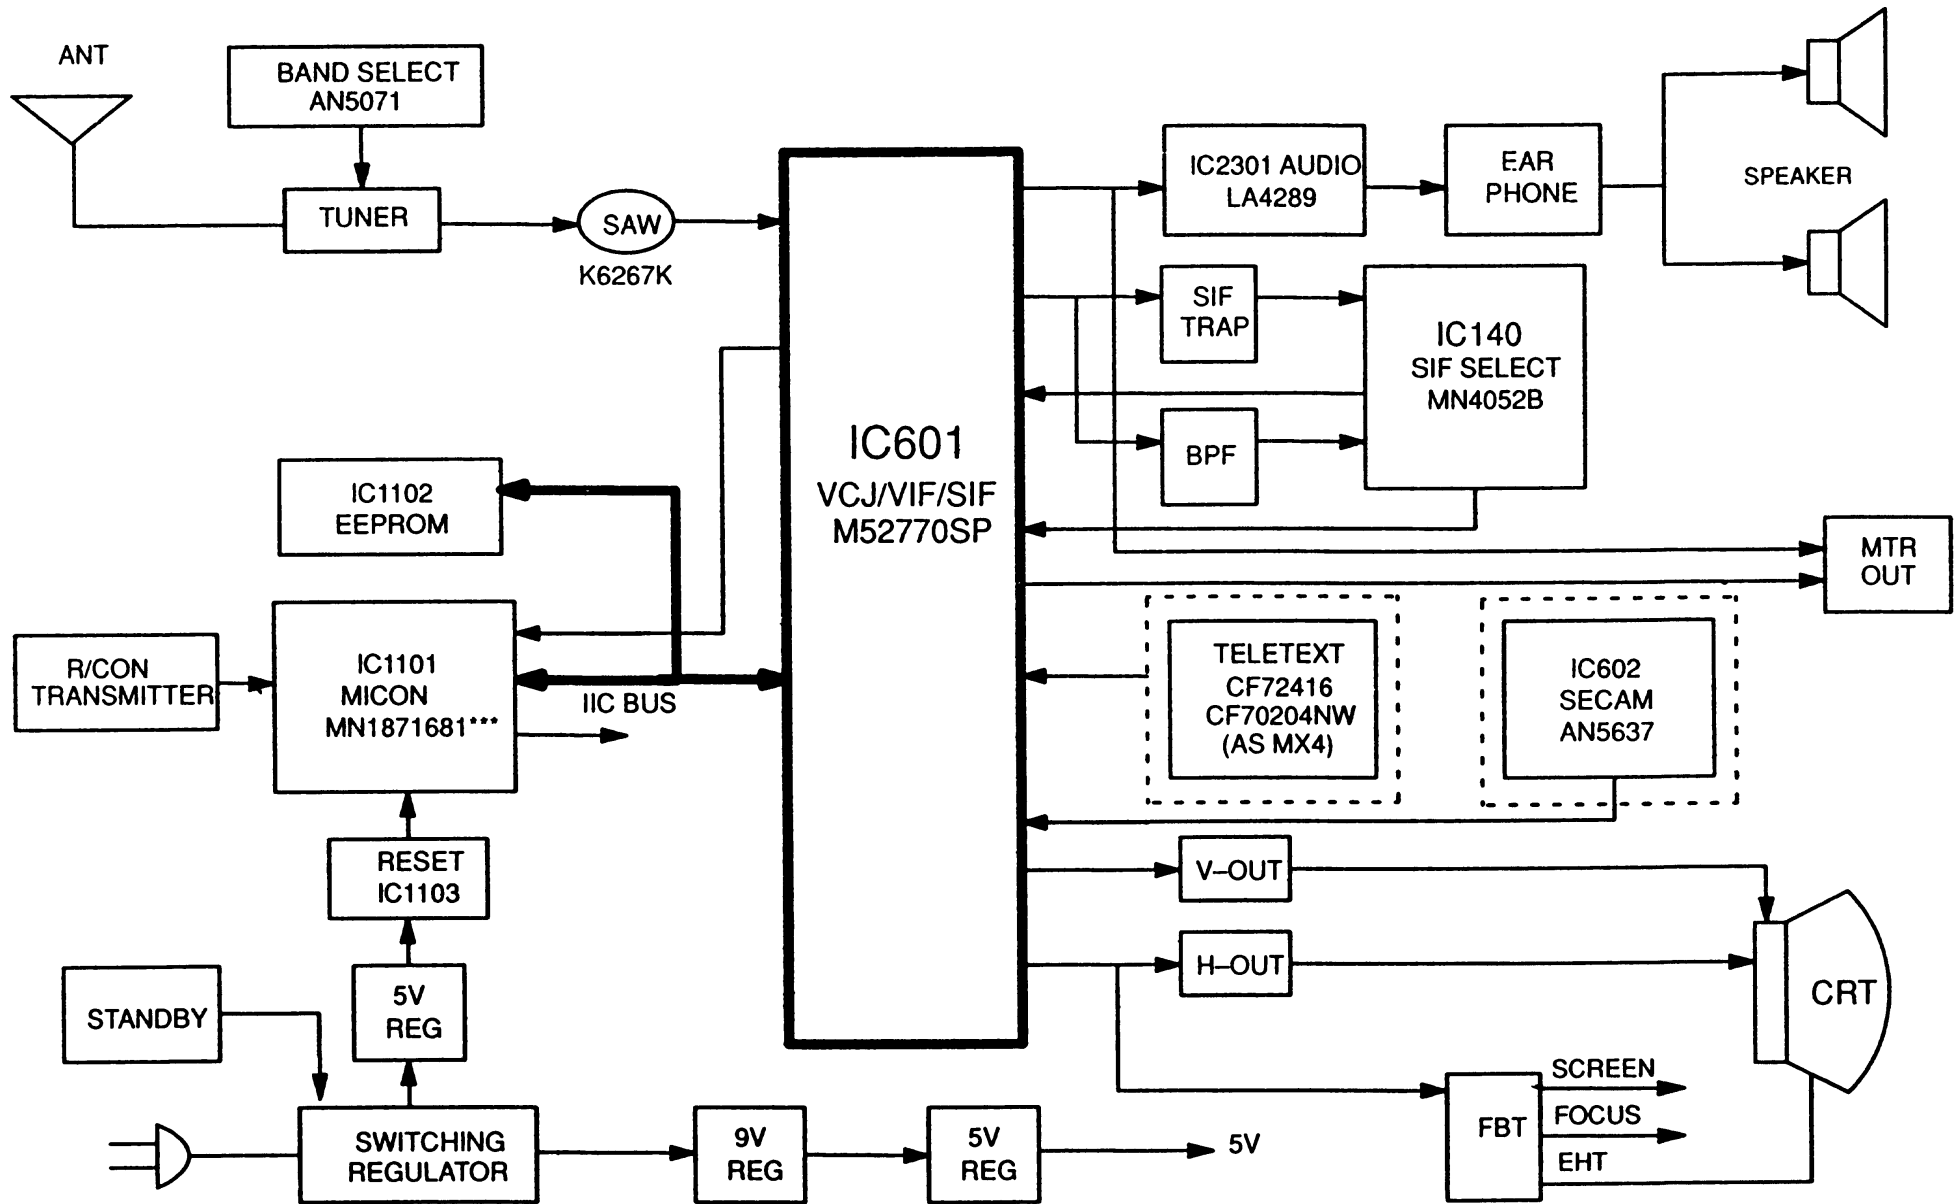 ANT
BAND SELECT
AN5071
TUNER
SAW
K6267K
IC2301 AUDIO
LA4289
EAR
PHONE
SPEAKER
SIF
TRAP
IC140
SIF SELECT
MN4052B
BPF
IC601
VCJ/VIF/SIF
M52770SP
IC1102
EEPROM
MTR
OUT
R/CON
TRANSMITTER
IC1101
MICON
MN1871681***
IIC BUS
TELETEXT
CF72416
CF70204NW
(AS MX4)
IC602
SECAM
AN5637
RESET
IC1103
V–OUT
H–OUT
CRT
STANDBY
5V
REG
SWITCHING
REGULATOR
9V
REG
5V
REG
5V
FBT
SCREEN
FOCUS
EHT